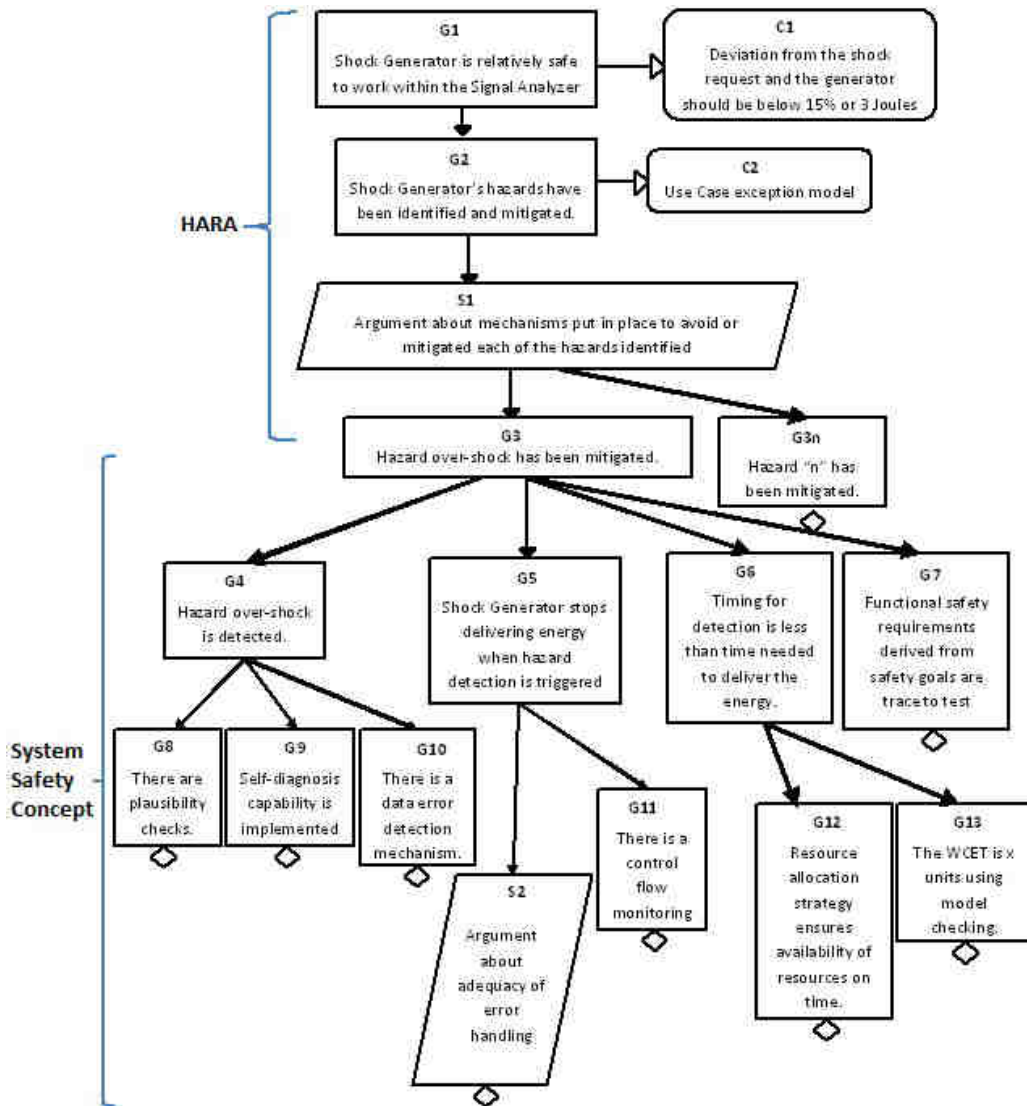 HARA
G1
Shock Generator is relatively safe
to work within the Signal Analyzer
C1
Deviation from the shock
request and the generator
should be below 15% or 3 Joules
G2
Shock Generator's hazards have
been identified and mitigated.
C2
Use Case exception model
S1
Argument about mechanisms put in place to avoid or
mitigated each of the hazards identified
G3
Hazard over-shock has been mitigated.
G3n
Hazard "n" has
been mitigated.
System
Safety
Concept
G4
Hazard over-shock
is detected.
G5
Shock Generator stops
delivering energy
when hazard
detection is triggered
G6
Timing for
detection is less
than time needed
to deliver the
energy.
G7
Functional safety
requirements
derived from
safety goals are
trace to test
G8
There are
plausibility
checks.
G9
Self-diagnosis
capability is
implemented
G10
There is a
data error
detection
mechanism.
S2
Argument
about
adequacy of
error
handling
G11
There is a
control
flow
monitoring
G12
Resource
allocation
strategy
ensures
availability of
resources on
time.
G13
The WCET is x
units using
model
checking.